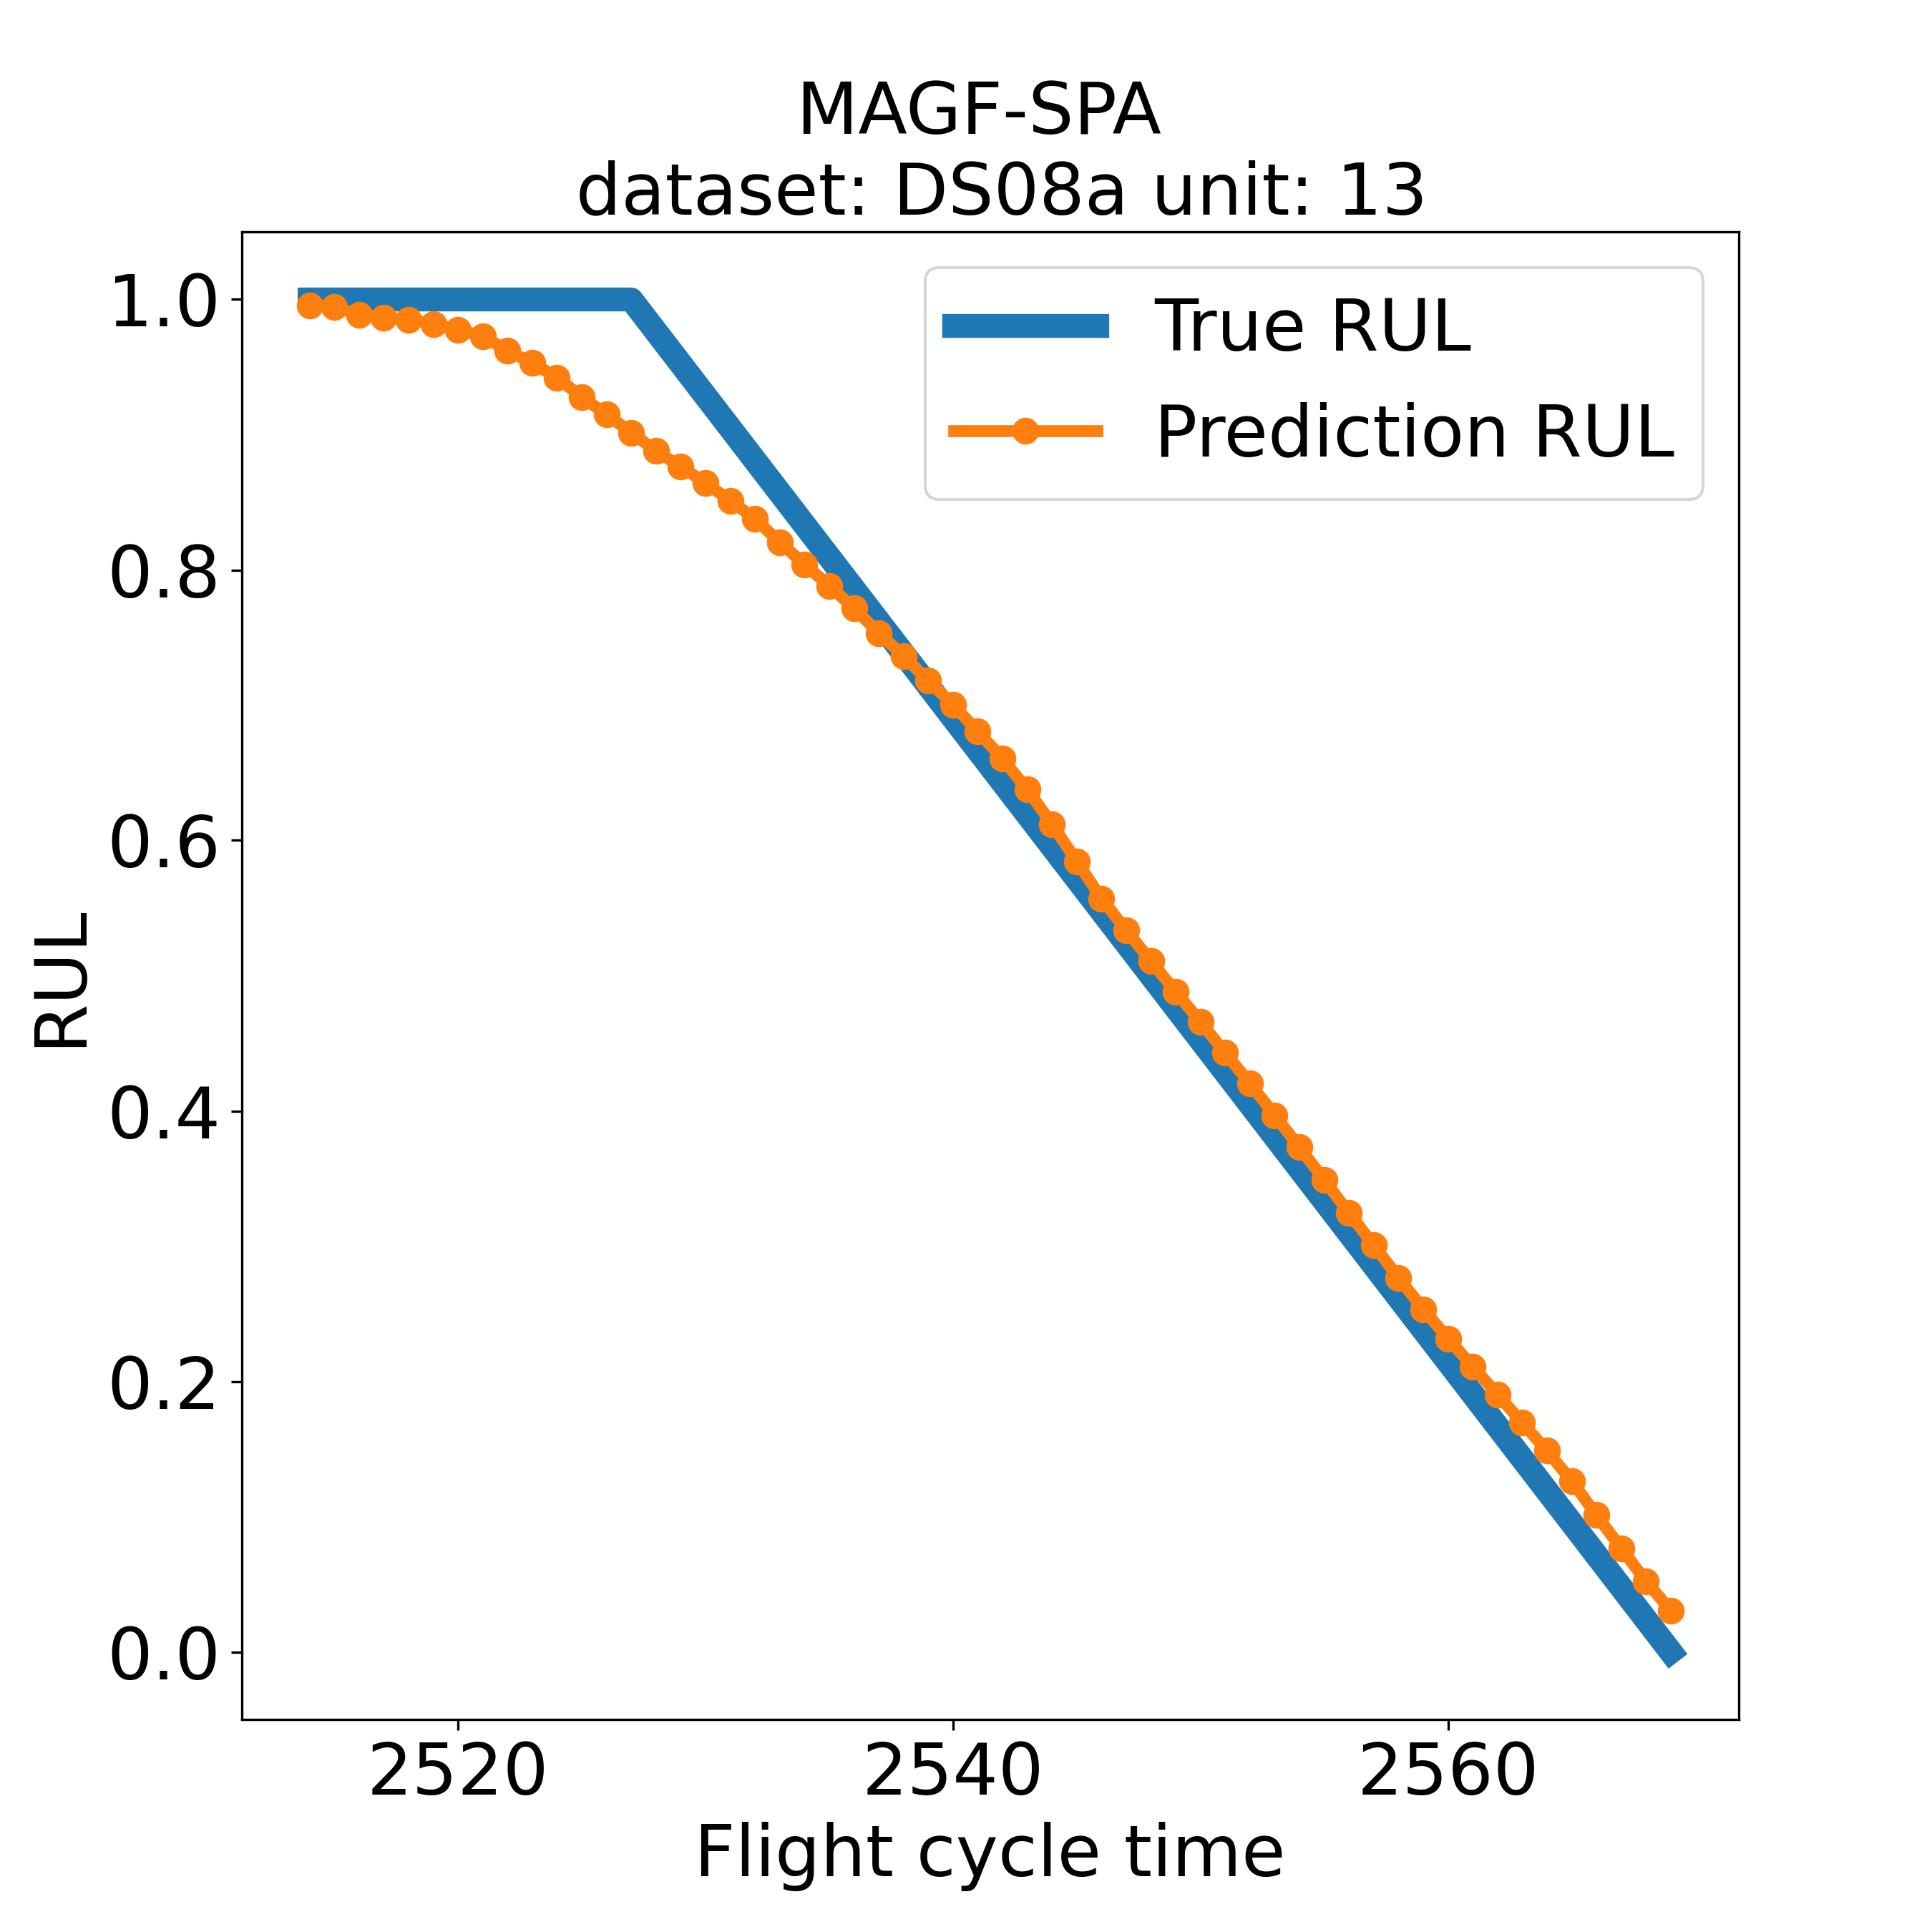 MAGF-SPA
dataset: DS08a unit: 13
True RUL
Prediction RUL
1.0
0.8
0.6
0.4
0.2
0.0
RUL
2520 2540 2560
Flight cycle time